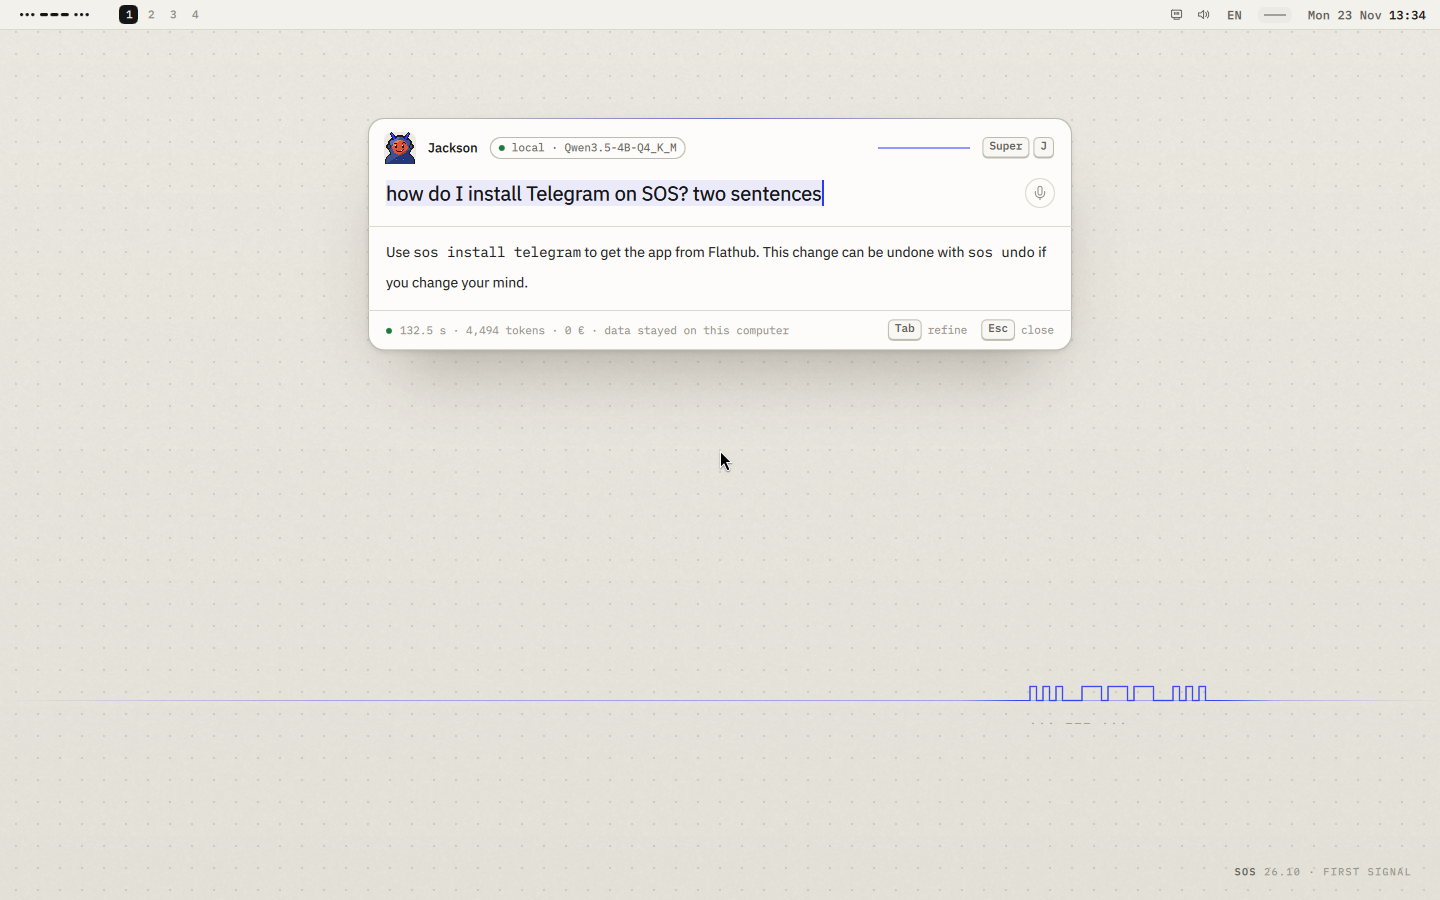 1 2 3 4
EN
Mon 23 Nov 13:34
Jackson
local · Qwen3.5-4B-Q4_K_M
Super J
how do I install Telegram on SOS? two sentences
Use sos install telegram to get the app from Flathub. This change can be undone with sos undo if
you change your mind.
132.5 s · 4,494 tokens · 0 € · data stayed on this computer
Tab refine Esc close
··· ——— ···
SOS 26.10 · FIRST SIGNAL